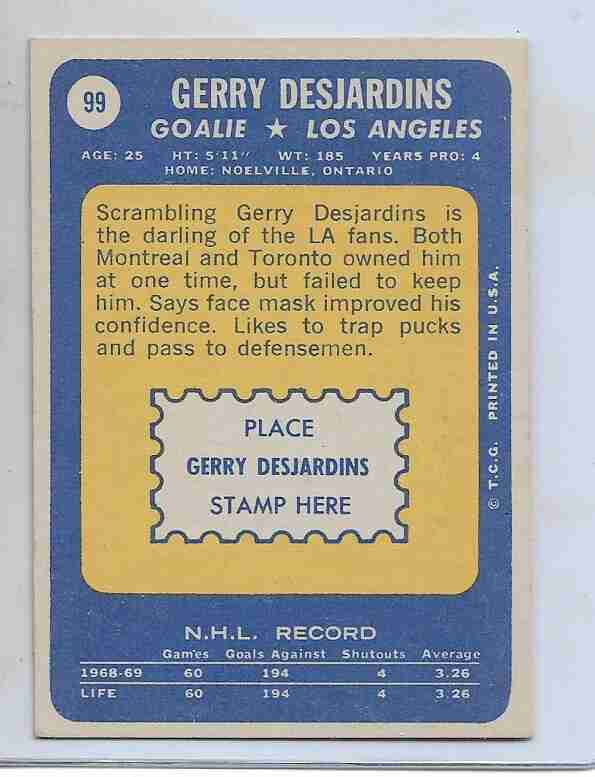 99
GERRY DESJARDINS
GOALIE ★ LOS ANGELES
AGE: 25 HT: 5'11" WT: 185 YEARS PRO: 4
HOME: NOELVILLE, ONTARIO
Scrambling Gerry Desjardins is
the darling of the LA fans. Both
Montreal and Toronto owned him
at one time, but failed to keep
him. Says face mask improved his
confidence. Likes to trap pucks
and pass to defensemen.
PLACE
GERRY DESJARDINS
STAMP HERE
© T.C.G. PRINTED IN U.S.A.
N.H.L. RECORD
Games Goals Against Shutouts Average
1968-69 60 194 4 3.26
LIFE 60 194 4 3.26